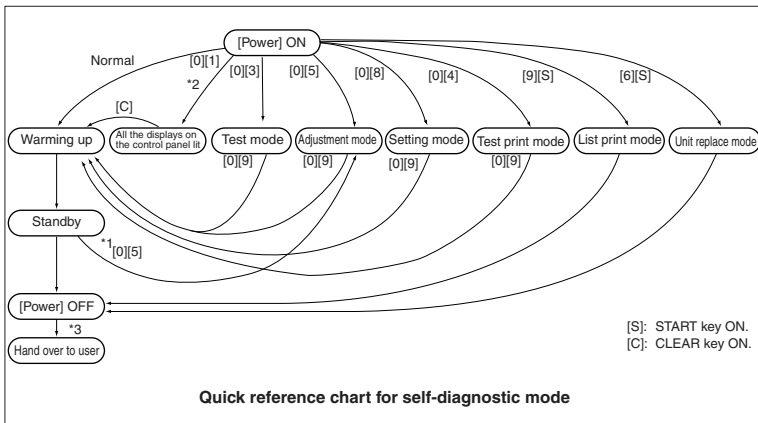 [Power] ON
Normal
[0][1]
*2
[0][3]
[0][5]
[0][8]
[0][4]
[9][S]
[6][S]
[C]
Warming up
All the displays on
the control panel lit
Test mode
Adjustment mode
Setting mode
Test print mode
List print mode
Unit replace mode
[0][9]
[0][9]
[0][9]
[0][9]
Standby
*1
[0][5]
[Power] OFF
*3
Hand over to user
[S]: START key ON.
[C]: CLEAR key ON.
Quick reference chart for self-diagnostic mode